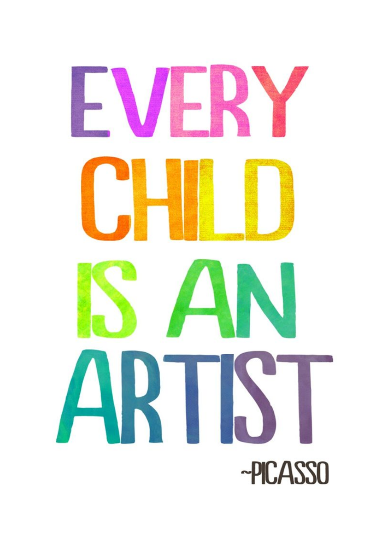 EVERY
CHILD
IS AN
ARTIST
~PICASSO